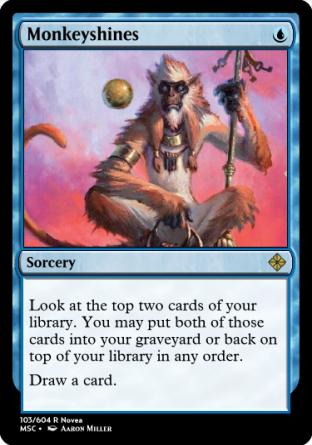 Monkeyshines
Sorcery
Look at the top two cards of your
library. You may put both of those
cards into your graveyard or back on
top of your library in any order.
Draw a card.
103/604 R Novea
MSC • Aaron Miller